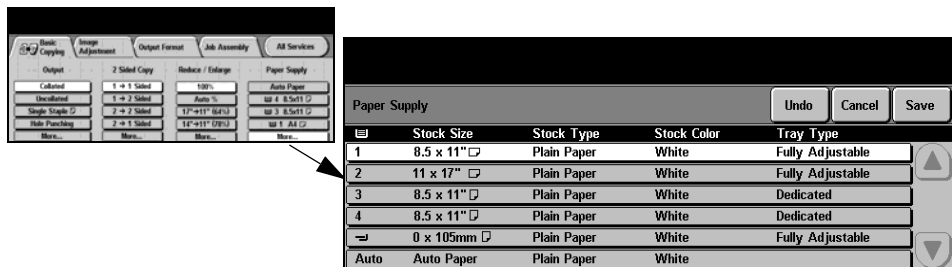 Basic Copying
Image Adjustment
Output Format
Job Assembly
All Services
Output
2 Sided Copy
Reduce / Enlarge
Paper Supply
Collated
1 → 1 Sided
100%
Auto Paper
Uncollated
1 → 2 Sided
Auto %
4 8.5x11
Single Staple
2 → 2 Sided
17"→11" (64%)
3 8.5x11
Hole Punching
2 → 1 Sided
14"→11" (78%)
1 A4
More...
More...
More...
More...
Paper Supply
Undo
Cancel
Save
Stock Size Stock Type Stock Color Tray Type
1 8.5 x 11" Plain Paper White Fully Adjustable
2 11 x 17" Plain Paper White Fully Adjustable
3 8.5 x 11" Plain Paper White Dedicated
4 8.5 x 11" Plain Paper White Dedicated
0 x 105mm Plain Paper White Fully Adjustable
Auto Auto Paper Plain Paper White